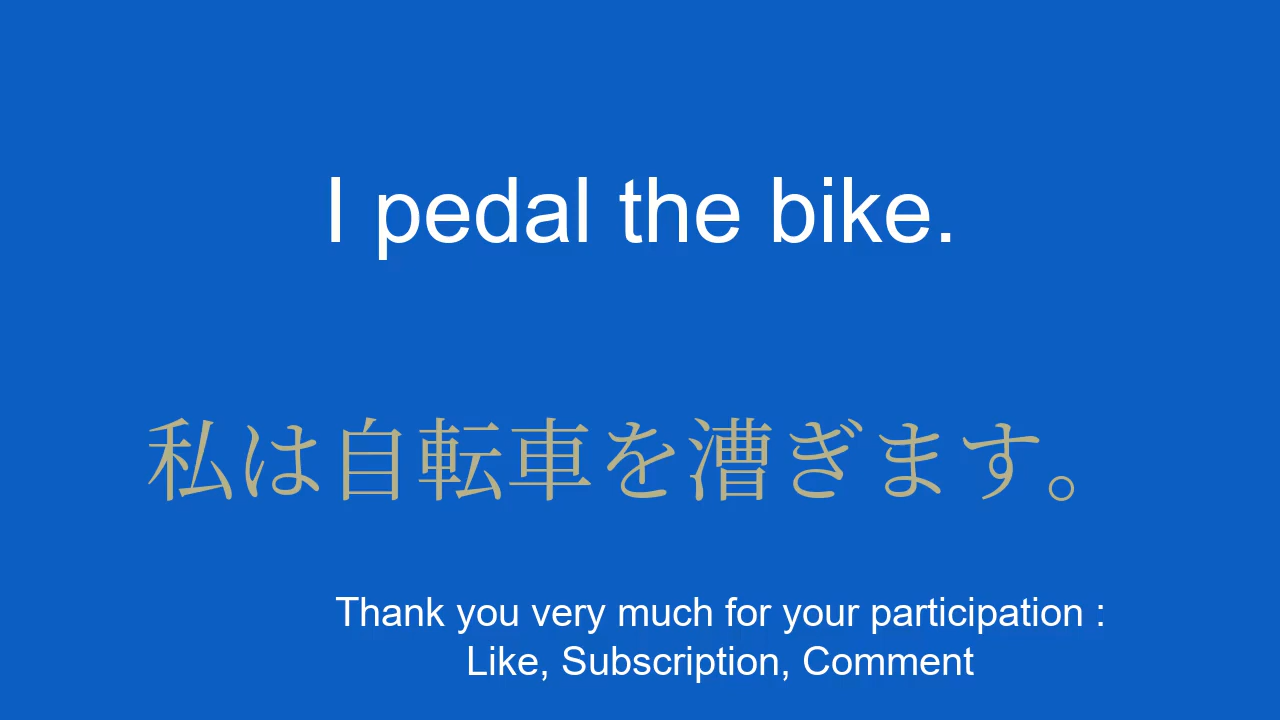 I pedal the bike.
私は自転車を漕ぎます。
Thank you very much for your participation :
Like, Subscription, Comment